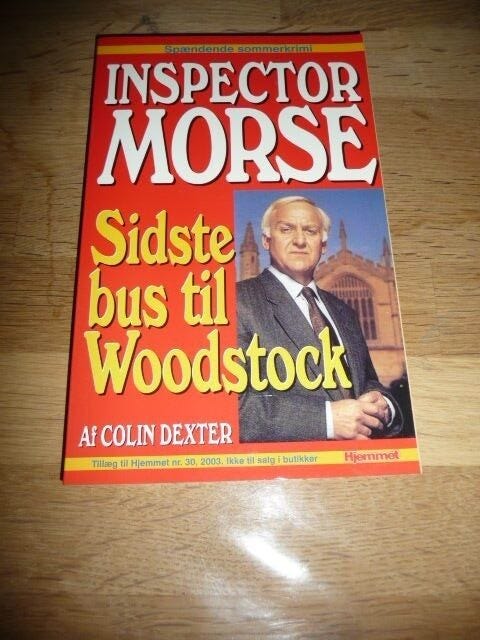 Spændende sommerkrimi
INSPECTOR
MORSE
Sidste
bus til
Woodstock
Af COLIN DEXTER
Tillæg til Hjemmet nr. 30, 2003. Ikke til salg i butikker
Hjemmet